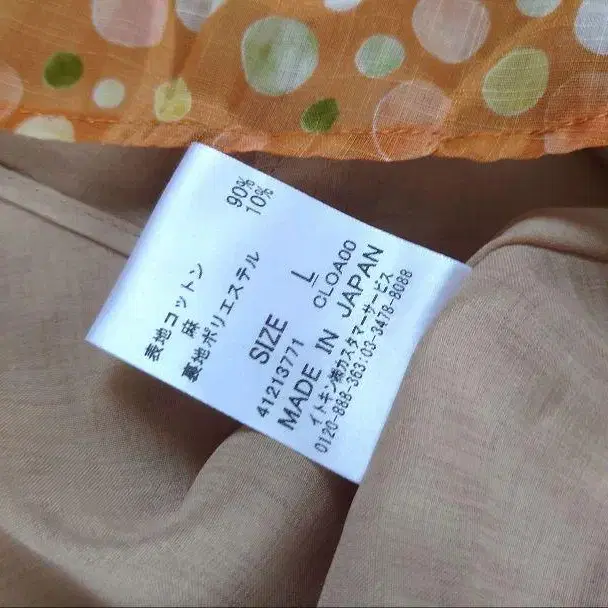 表地コットン 90%
麻 10%
裏地ポリエステル
SIZE L
41213771 CLOA00
MADE IN JAPAN
イトキン㈱カスタマーサービス
0120-888-363:03-3478-8088